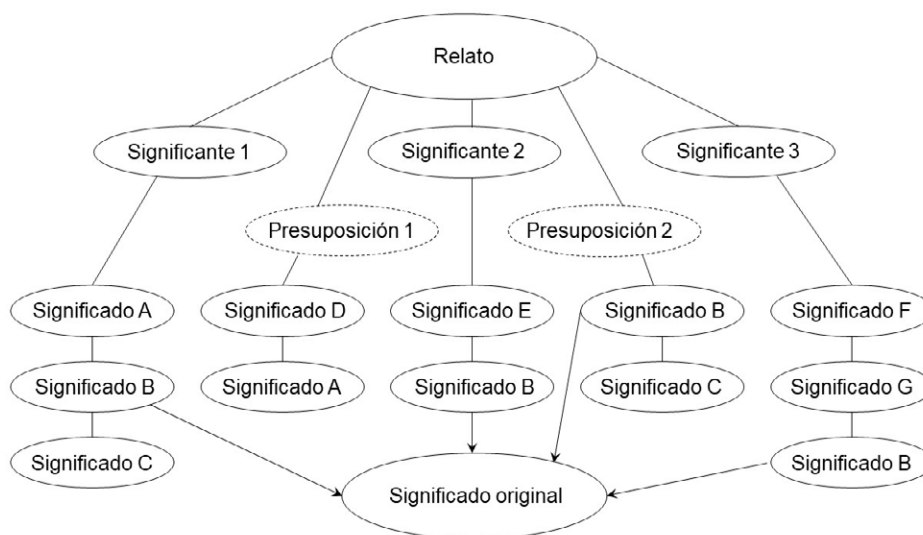 Relato
Significante 1
Significante 2
Significante 3
Presuposición 1
Presuposición 2
Significado A
Significado D
Significado E
Significado B
Significado F
Significado B
Significado A
Significado B
Significado C
Significado G
Significado C
Significado B
Significado original